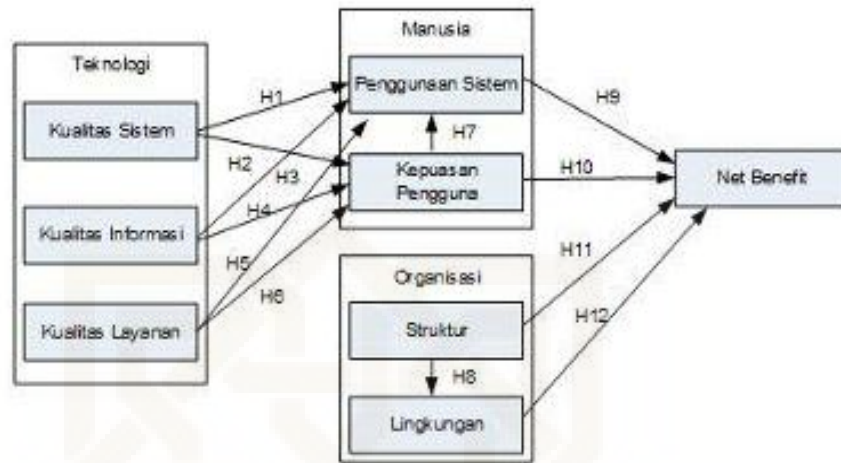 Teknologi
Kualitas Sistem
Kualitas Informasi
Kualitas Layanan
H1
H2
H3
H4
H5
H6
Manusia
Penggunaan Sistem
H7
Kepuasan
Pengguna
Organisasi
Struktur
H8
Lingkungan
H9
H10
H11
H12
Net Benefit